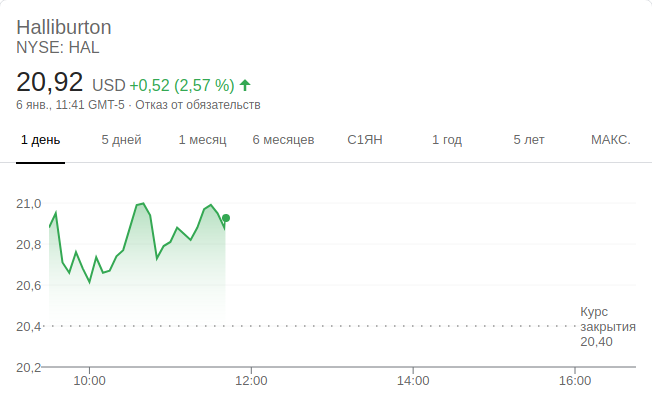 Halliburton
NYSE: HAL
20,92 USD +0,52 (2,57 %)
6 янв., 11:41 GMT-5 · Отказ от обязательств
1 день 5 дней 1 месяц 6 месяцев С1ЯН 1 год 5 лет МАКС.
21,0
20,8
20,6
20,4
20,2
Курс
закрытия
20,40
10:00 12:00 14:00 16:00